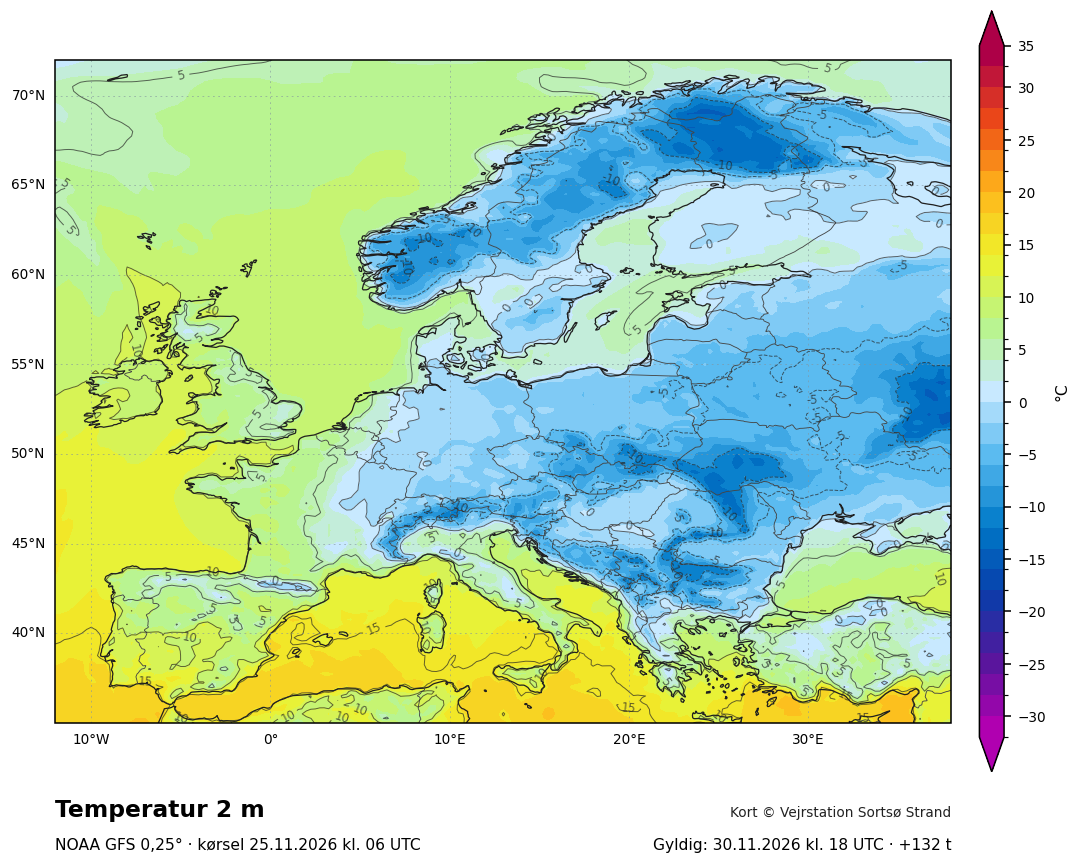 70°N
65°N
60°N
55°N
50°N
45°N
40°N
10°W
0°
10°E
20°E
30°E
35
30
25
20
15
10
5
0
−5
−10
−15
−20
−25
−30
°C
Temperatur 2 m
Kort © Vejrstation Sortsø Strand
NOAA GFS 0,25° · kørsel 25.11.2026 kl. 06 UTC
Gyldig: 30.11.2026 kl. 18 UTC · +132 t